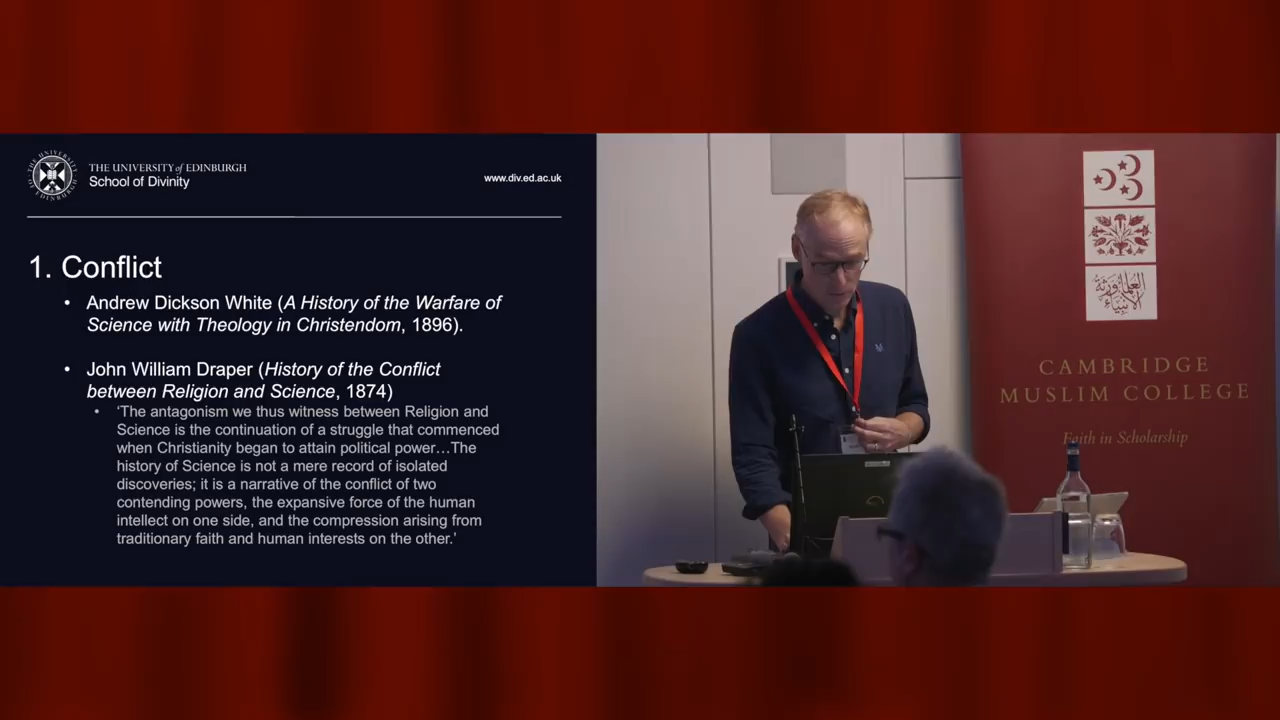 THE UNIVERSITY of EDINBURGH
School of Divinity
www.div.ed.ac.uk
1. Conflict
• Andrew Dickson White (A History of the Warfare of
Science with Theology in Christendom, 1896).
• John William Draper (History of the Conflict
between Religion and Science, 1874)
• ‘The antagonism we thus witness between Religion and
Science is the continuation of a struggle that commenced
when Christianity began to attain political power…The
history of Science is not a mere record of isolated
discoveries; it is a narrative of the conflict of two
contending powers, the expansive force of the human
intellect on one side, and the compression arising from
traditionary faith and human interests on the other.’
العلماء ورثة
الأنبياء
CAMBRIDGE
MUSLIM COLLEGE
Faith in Scholarship